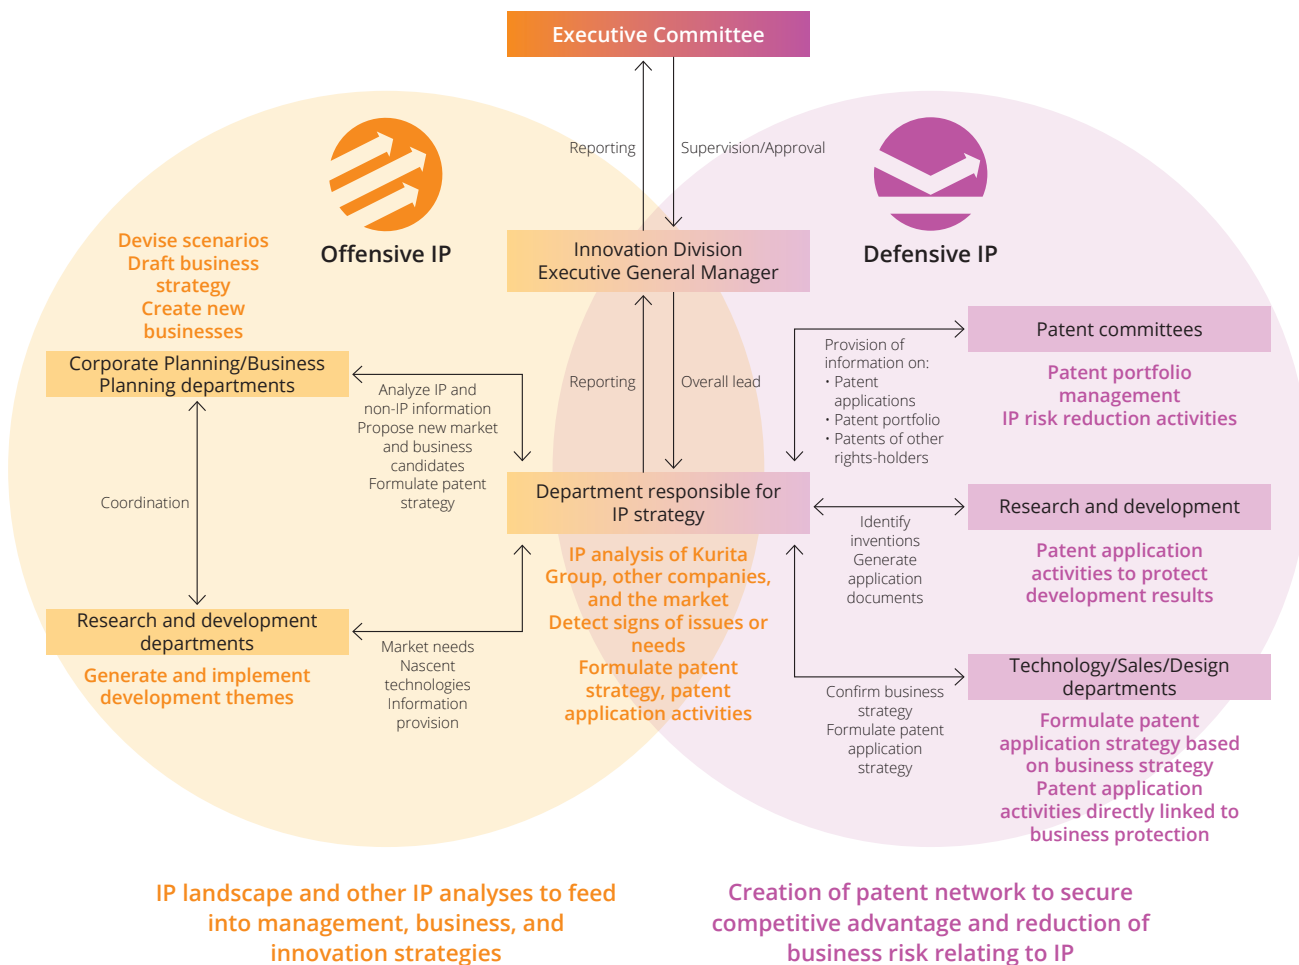 Executive Committee
Reporting
Supervision/Approval
Offensive IP
Innovation Division
Executive General Manager
Defensive IP
Devise scenarios
Draft business
strategy
Create new
businesses
Corporate Planning/Business
Planning departments
Analyze IP and
non-IP information
Propose new market
and business
candidates
Formulate patent
strategy
Reporting
Overall lead
Provision of
information on:
• Patent
applications
• Patent portfolio
• Patents of other
rights-holders
Patent committees
Patent portfolio
management
IP risk reduction activities
Coordination
Department responsible for
IP strategy
Identify
inventions
Generate
application
documents
Research and development
Patent application
activities to protect
development results
IP analysis of Kurita
Group, other companies,
and the market
Detect signs of issues or
needs
Formulate patent
strategy, patent
application activities
Research and development
departments
Generate and implement
development themes
Market needs
Nascent
technologies
Information
provision
Confirm business
strategy
Formulate patent
application
strategy
Technology/Sales/Design
departments
Formulate patent
application strategy based
on business strategy
Patent application
activities directly linked to
business protection
IP landscape and other IP analyses to feed
into management, business, and
innovation strategies
Creation of patent network to secure
competitive advantage and reduction of
business risk relating to IP